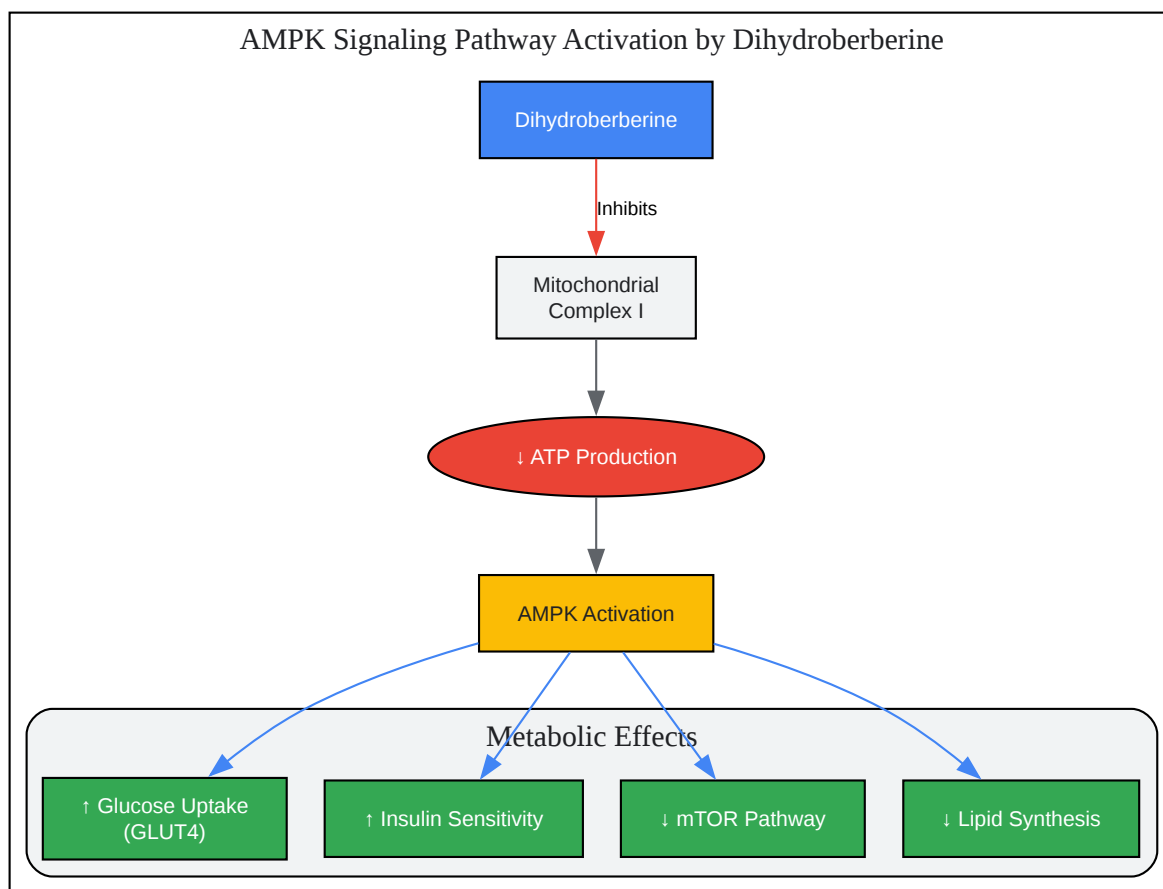 AMPK Signaling Pathway Activation by Dihydroberberine
Dihydroberberine
Inhibits
Mitochondrial
Complex I
↓ ATP Production
AMPK Activation
Metabolic Effects
↑ Glucose Uptake
(GLUT4)
↑ Insulin Sensitivity
↓ mTOR Pathway
↓ Lipid Synthesis